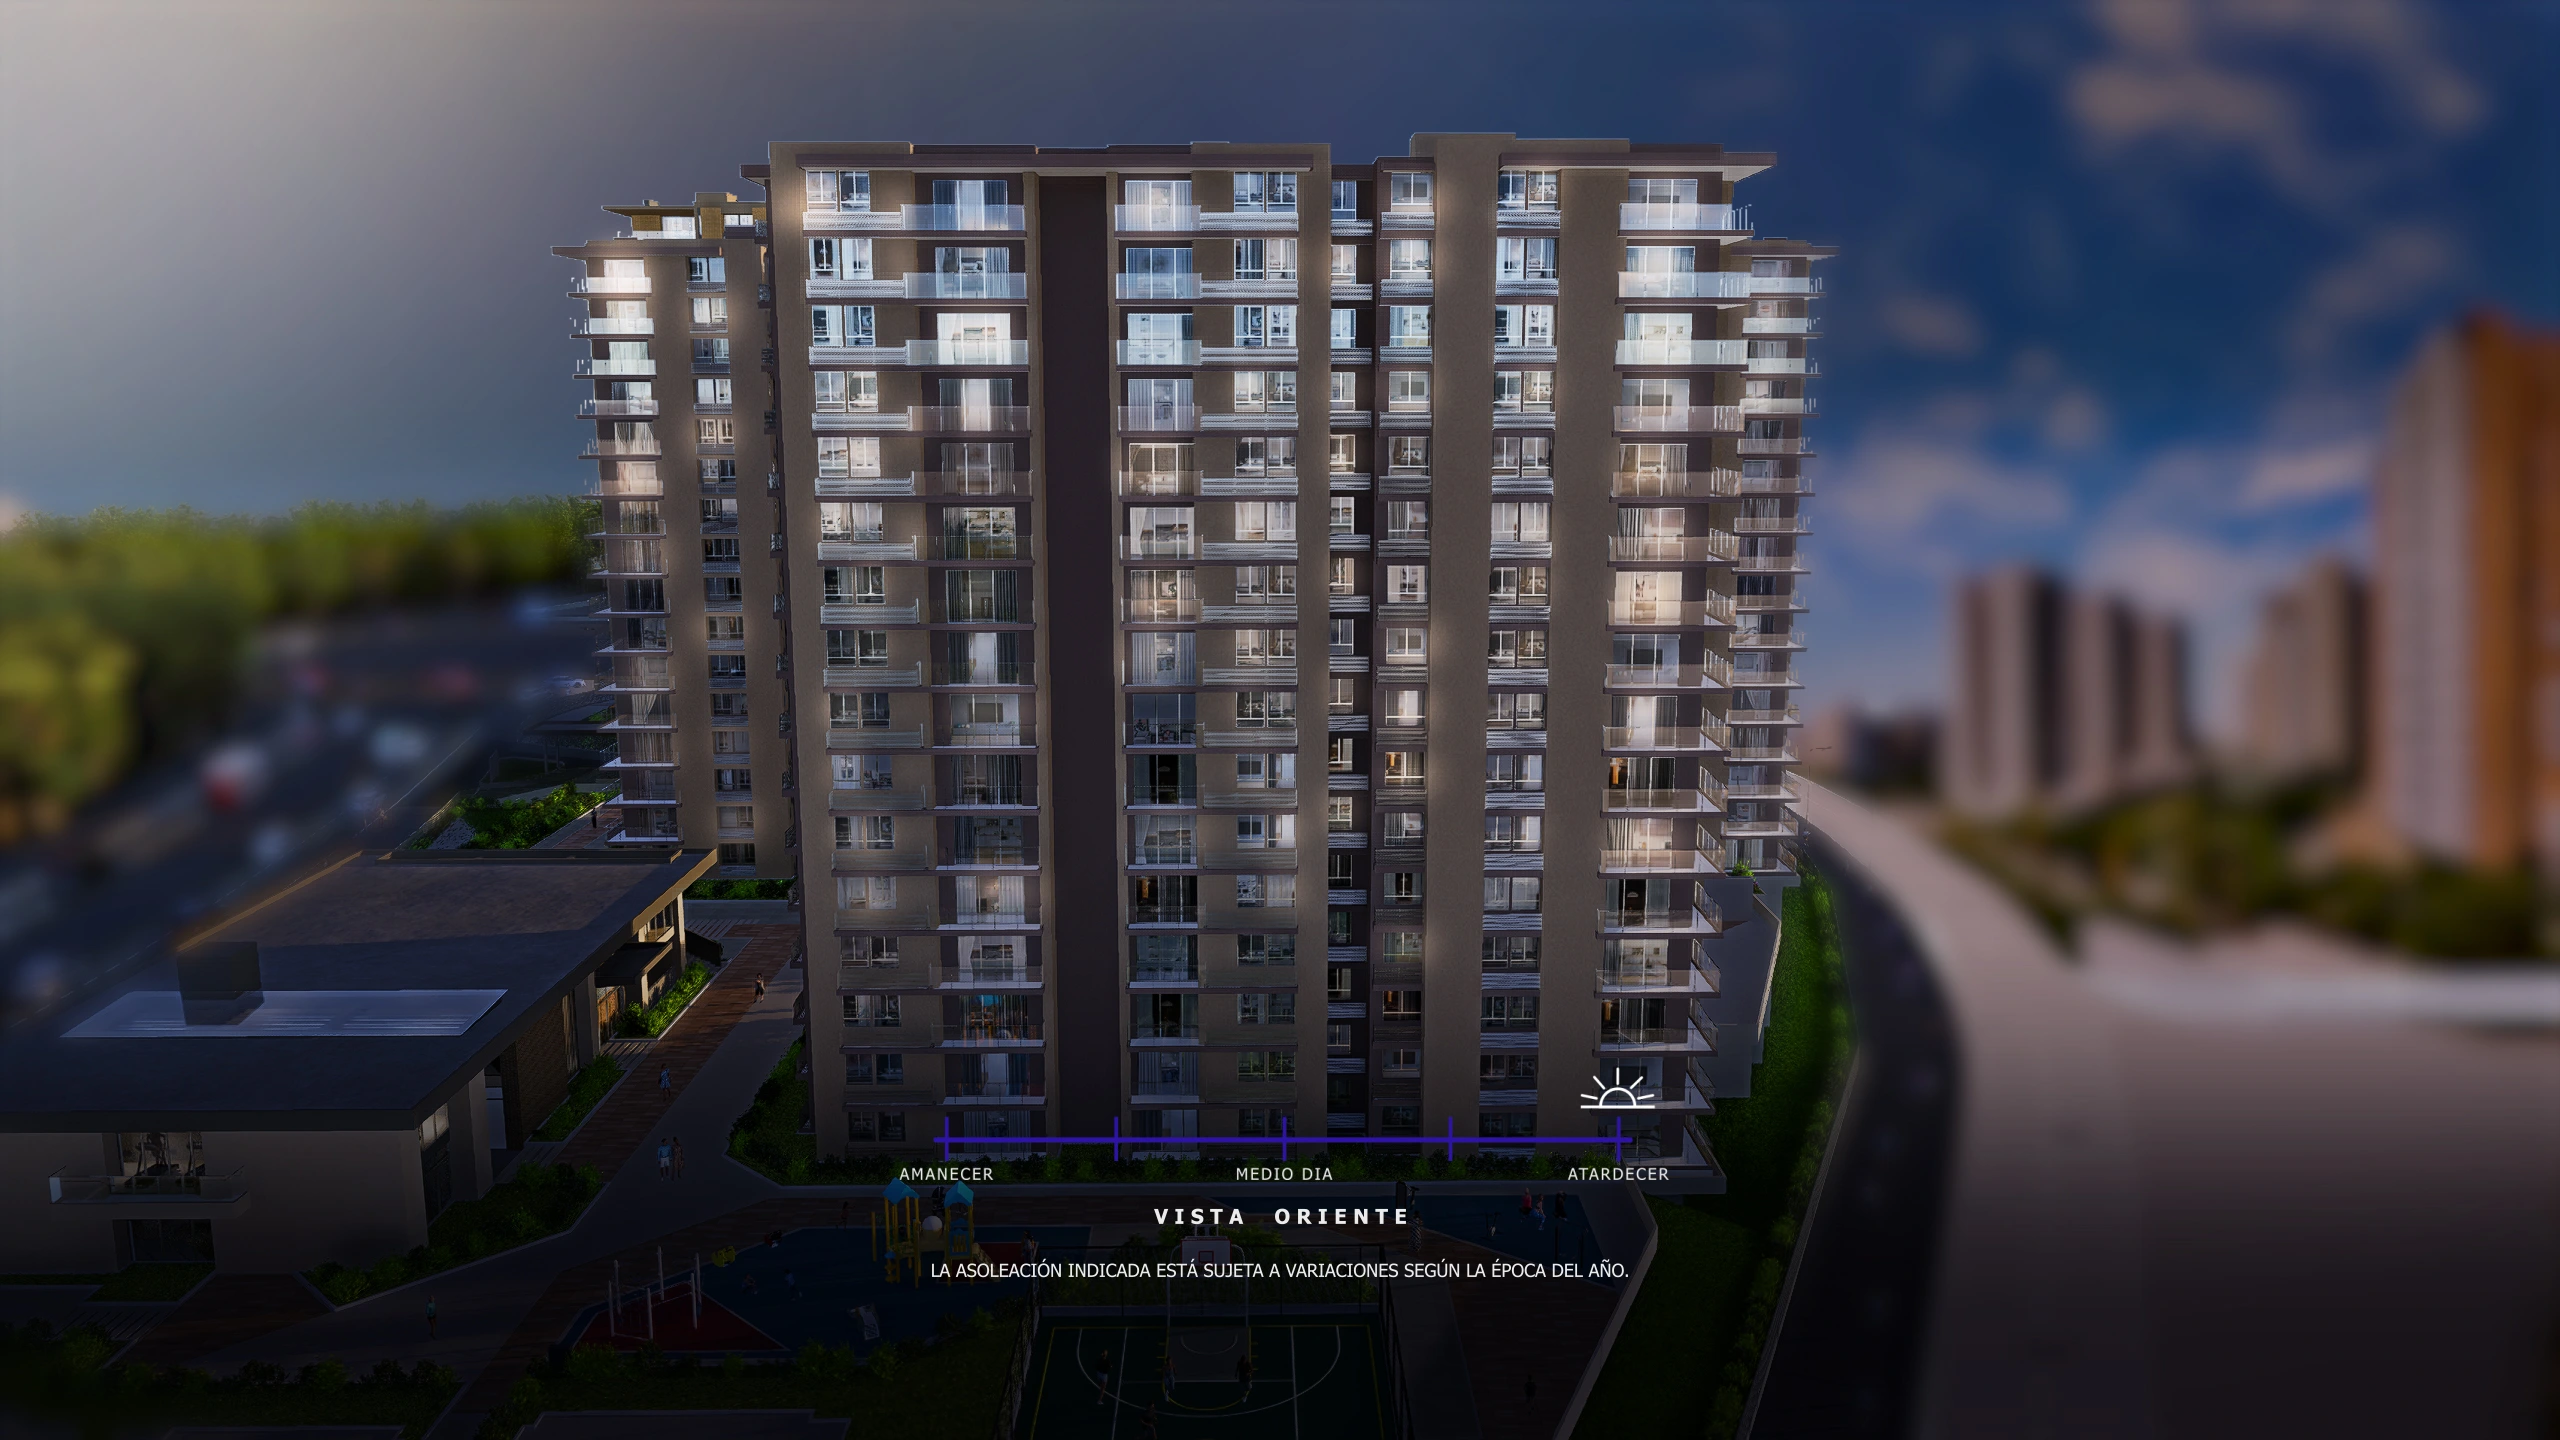 AMANECER MEDIO DIA ATARDECER
VISTA ORIENTE
LA ASOLEACIÓN INDICADA ESTÁ SUJETA A VARIACIONES SEGÚN LA ÉPOCA DEL AÑO.